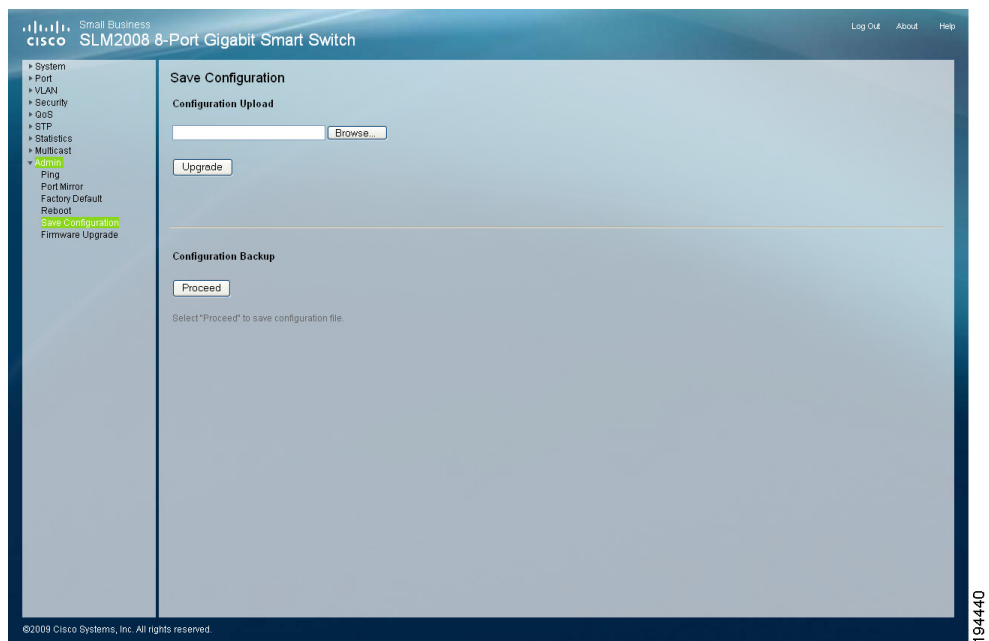 Small Business
cisco SLM2008 8-Port Gigabit Smart Switch
Log Out About Help
System
Port
VLAN
Security
QoS
STP
Statistics
Multicast
Admin
Ping
Port Mirror
Factory Default
Reboot
Save Configuration
Firmware Upgrade
Save Configuration
Configuration Upload
Browse...
Upgrade
Configuration Backup
Proceed
Select "Proceed" to save configuration file.
©2009 Cisco Systems, Inc. All rights reserved.
194440